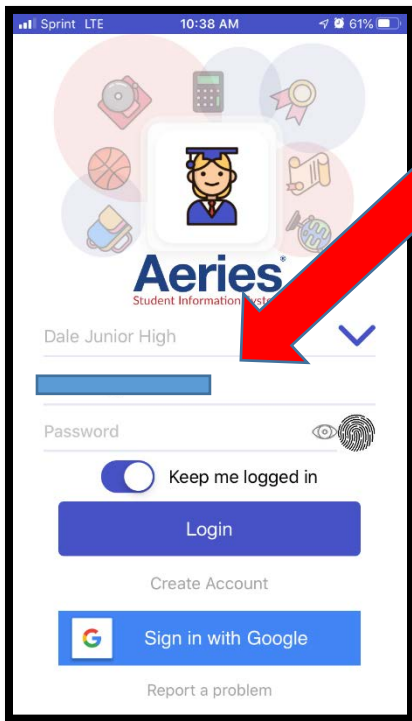 Sprint LTE 10:38 AM 61%
Aeries®
Student Information
Dale Junior High
Password
Keep me logged in
Login
Create Account
G Sign in with Google
Report a problem